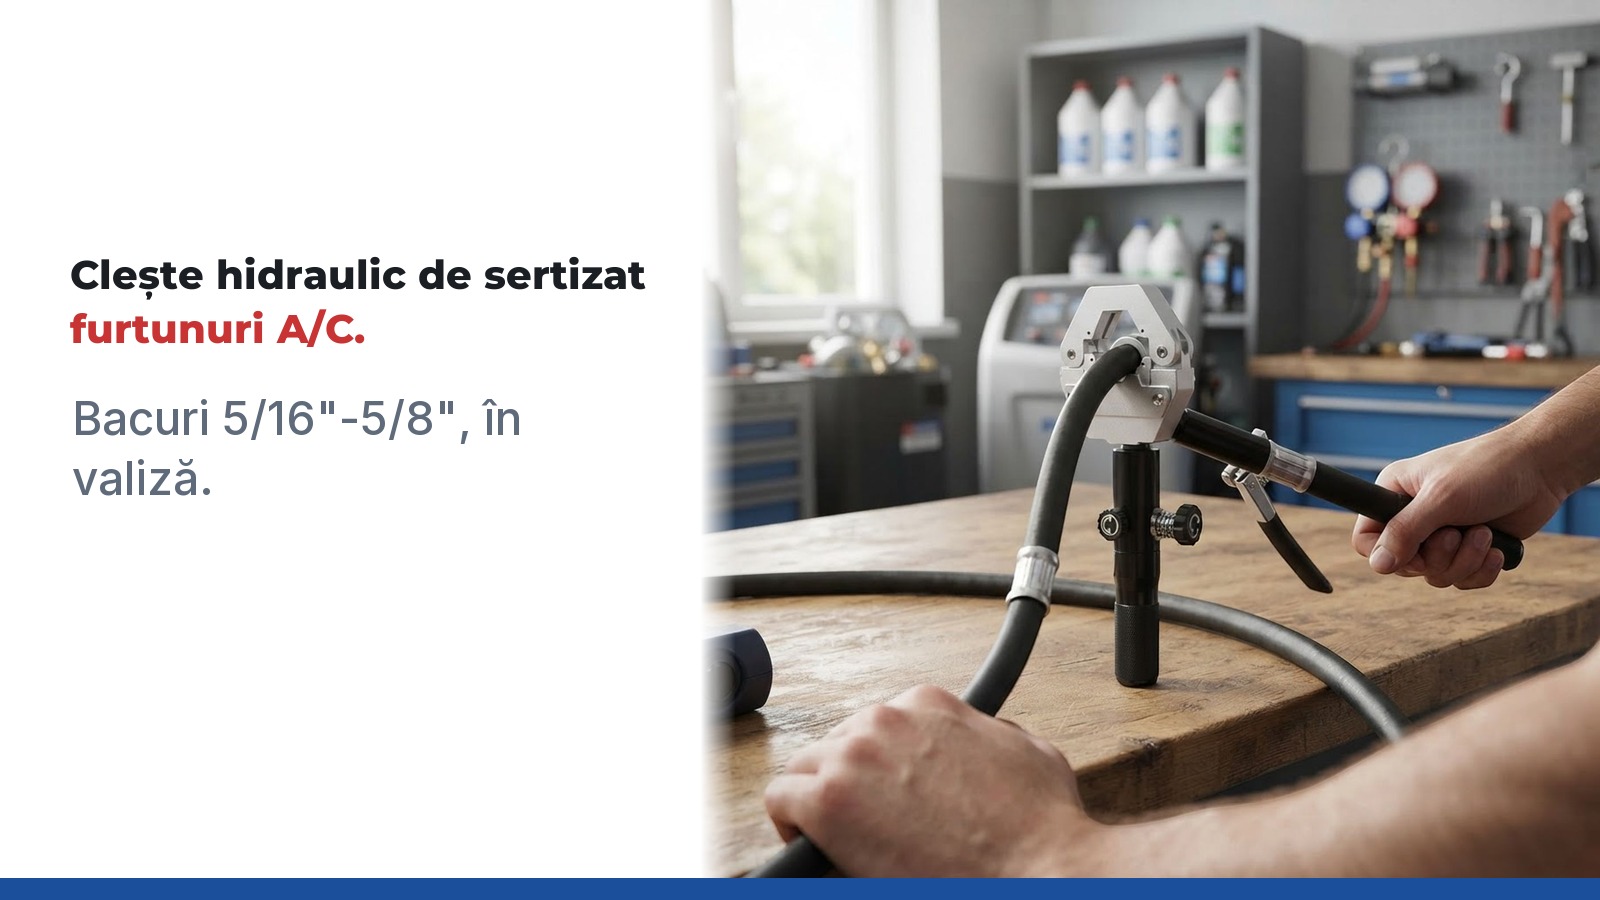 Clește hidraulic de sertizat
furtunuri A/C.
Bacuri 5/16"-5/8", în
valiză.